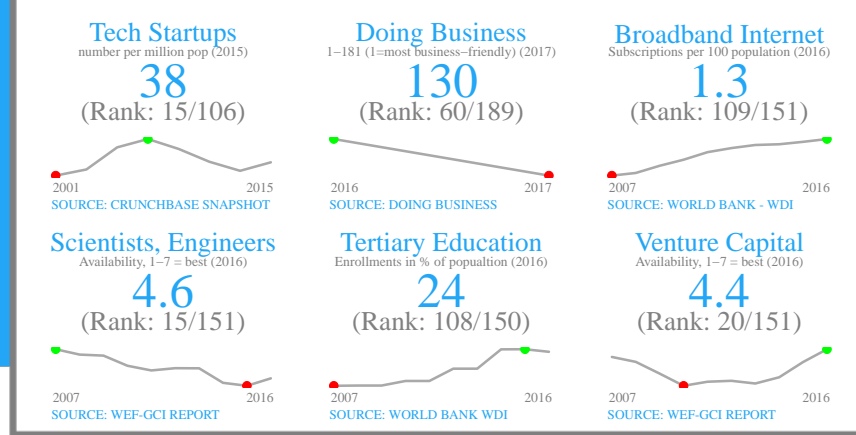 Tech Startups
number per million pop (2015)
38
(Rank: 15/106)
2001 2015
SOURCE: CRUNCHBASE SNAPSHOT
Doing Business
1−181 (1=most business−friendly) (2017)
130
(Rank: 60/189)
2016 2017
SOURCE: DOING BUSINESS
Broadband Internet
Subscriptions per 100 population (2016)
1.3
(Rank: 109/151)
2007 2016
SOURCE: WORLD BANK - WDI
Scientists, Engineers
Availability, 1−7 = best (2016)
4.6
(Rank: 15/151)
2007 2016
SOURCE: WEF-GCI REPORT
Tertiary Education
Enrollments in % of popualtion (2016)
24
(Rank: 108/150)
2007 2016
SOURCE: WORLD BANK WDI
Venture Capital
Availability, 1−7 = best (2016)
4.4
(Rank: 20/151)
2007 2016
SOURCE: WEF-GCI REPORT